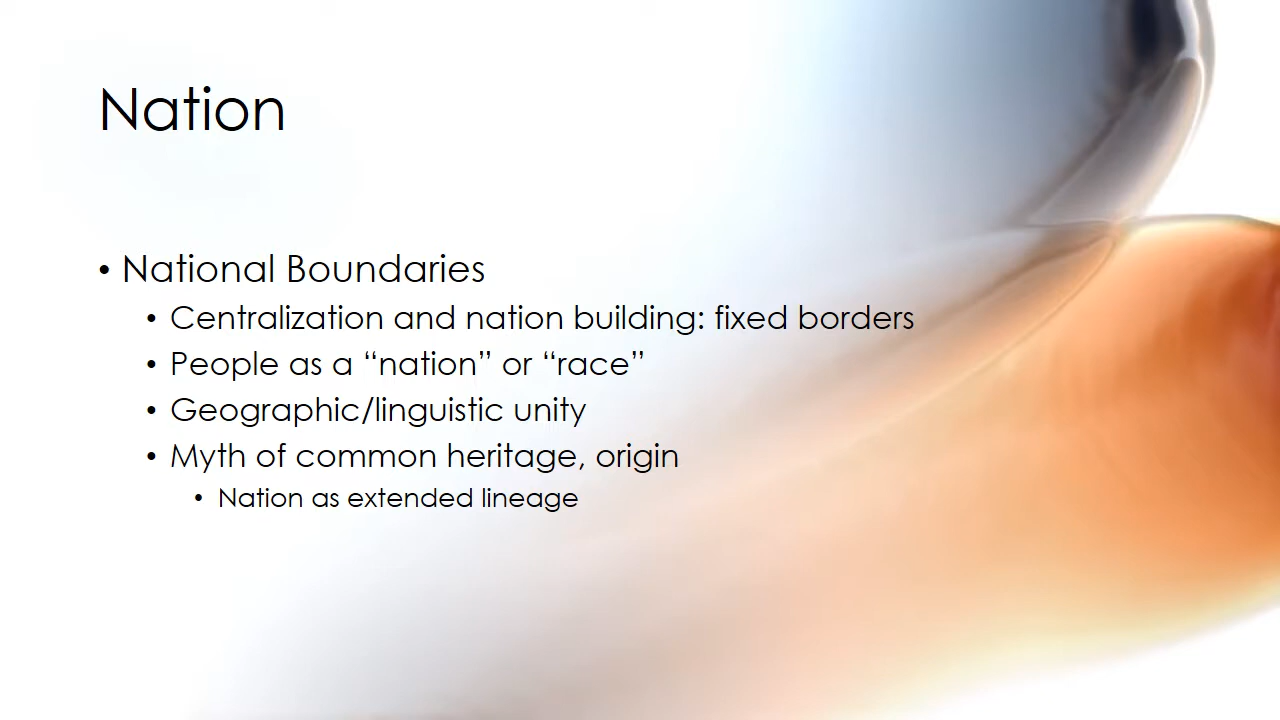 Nation
• National Boundaries
• Centralization and nation building: fixed borders
• People as a “nation” or “race”
• Geographic/linguistic unity
• Myth of common heritage, origin
• Nation as extended lineage